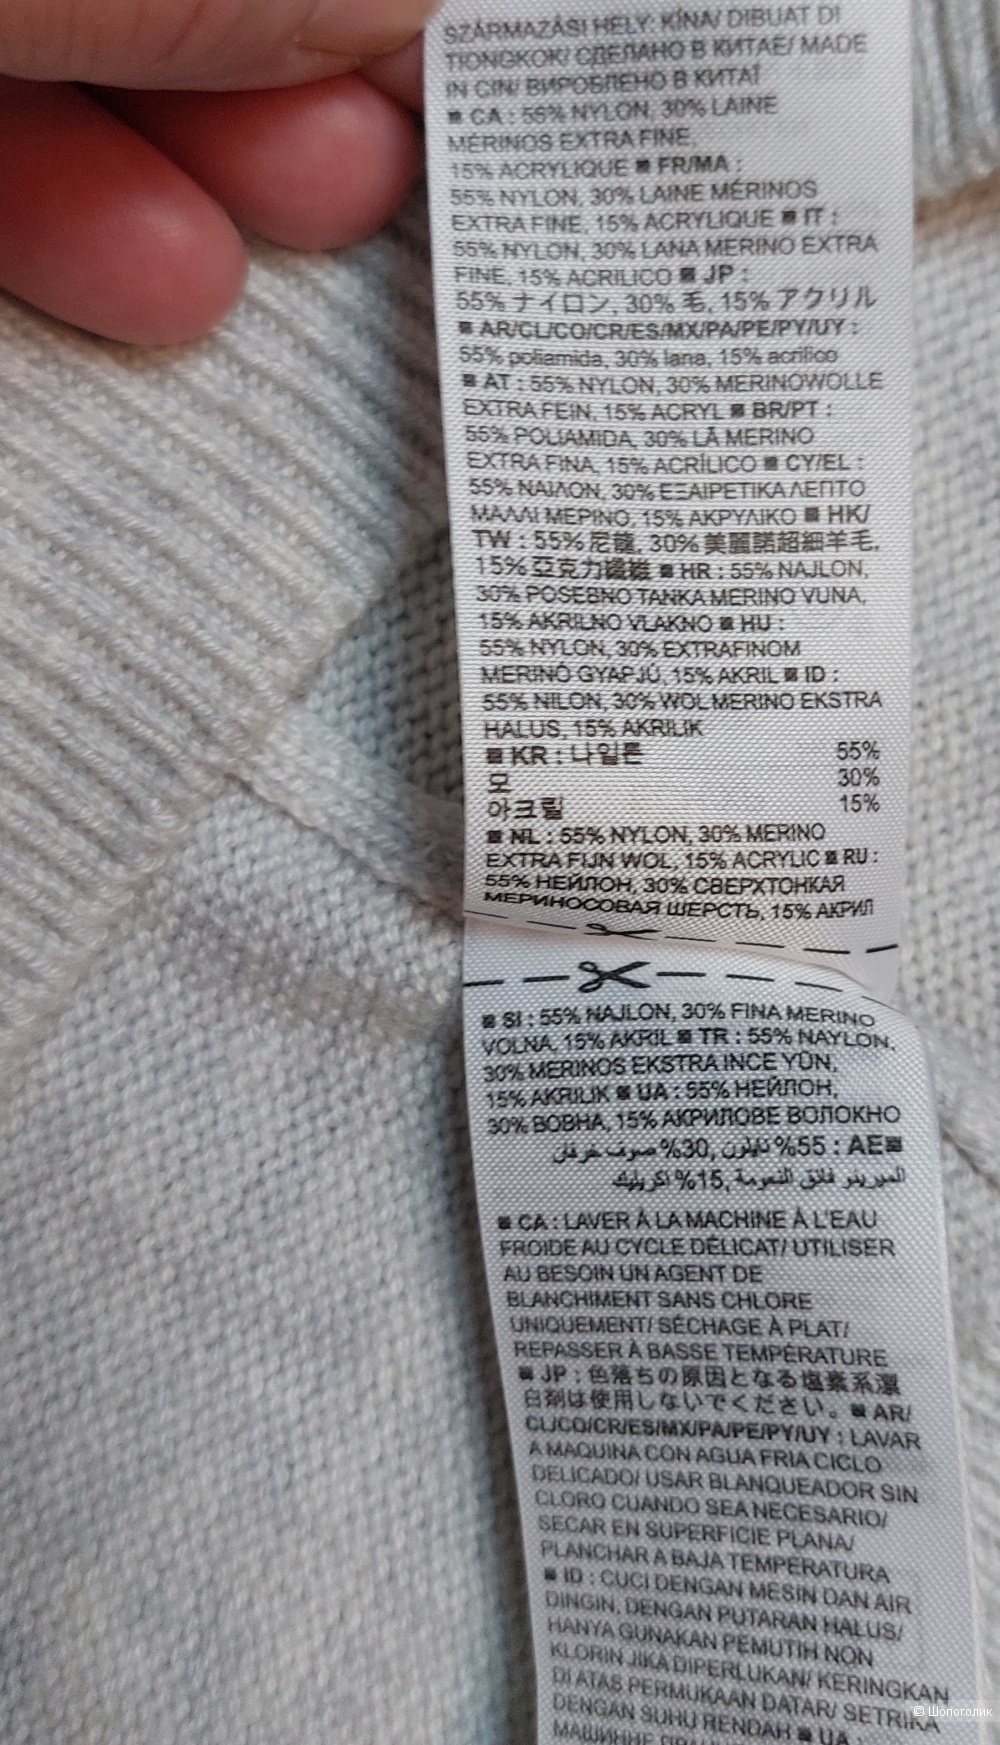 SZÁRMAZÁSI HELY: KÍNA/ DIBUAT DI
TIONGKOK/ СДЕЛАНО В КИТАЕ/ MADE
IN CIN/ ВИРОБЛЕНО В КИТАЇ
■ CA : 55% NYLON, 30% LAINE
MÉRINOS EXTRA FINE,
15% ACRYLIQUE ■ FR/MA :
55% NYLON, 30% LAINE MÉRINOS
EXTRA FINE, 15% ACRYLIQUE ■ IT :
55% NYLON, 30% LANA MERINO EXTRA
FINE, 15% ACRILICO ■ JP :
55% ナイロン, 30% 毛, 15% アクリル
■ AR/CL/CO/CR/ES/MX/PA/PE/PY/UY :
55% poliamida, 30% lana, 15% acrílico
■ AT : 55% NYLON, 30% MERINOWOLLE
EXTRA FEIN, 15% ACRYL ■ BR/PT :
55% POLIAMIDA, 30% LÃ MERINO
EXTRA FINA, 15% ACRÍLICO ■ CY/EL :
55% ΝΑΙΛΟΝ, 30% ΕΞΑΙΡΕΤΙΚΑ ΛΕΠΤΟ
ΜΑΛΛΙ ΜΕΡΙΝΟ, 15% ΑΚΡΥΛΙΚΟ ■ HK/
TW : 55% 尼龍, 30% 美麗諾超細羊毛,
15% 亞克力纖維 ■ HR : 55% NAJLON,
30% POSEBNO TANKA MERINO VUNA,
15% AKRILNO VLAKNO ■ HU :
55% NYLON, 30% EXTRAFINOM
MERINÓ GYAPJÚ, 15% AKRIL ■ ID :
55% NILON, 30% WOL MERINO EKSTRA
HALUS, 15% AKRILIK
■ KR : 나일론 55%
모 30%
아크릴 15%
■ NL : 55% NYLON, 30% MERINO
EXTRA FIJN WOL, 15% ACRYLIC ■ RU :
55% НЕЙЛОН, 30% СВЕРХТОНКАЯ
МЕРИНОСОВАЯ ШЕРСТЬ, 15% АКРИЛ
■ SI : 55% NAJLON, 30% FINA MERINO
VOLNA, 15% AKRIL ■ TR : 55% NAYLON,
30% MERINOS EKSTRA INCE YÜN,
15% AKRILIK ■ UA : 55% НЕЙЛОН,
30% ВОВНА, 15% АКРИЛОВЕ ВОЛОКНО
■AE : 55% نايلون, 30% صوف خرفان
الميرينو فائق النعومة, 15% اكريليك
■ CA : LAVER À LA MACHINE À L'EAU
FROIDE AU CYCLE DÉLICAT/ UTILISER
AU BESOIN UN AGENT DE
BLANCHIMENT SANS CHLORE
UNIQUEMENT/ SÉCHAGE À PLAT/
REPASSER À BASSE TEMPÉRATURE
■ JP : 色落ちの原因となる塩素系漂
白剤は使用しないでください。 ■ AR/
CL/CO/CR/ES/MX/PA/PE/PY/UY : LAVAR
A MAQUINA CON AGUA FRIA CICLO
DELICADO/ USAR BLANQUEADOR SIN
CLORO CUANDO SEA NECESARIO/
SECAR EN SUPERFICIE PLANA/
PLANCHAR A BAJA TEMPERATURA
■ ID : CUCI DENGAN MESIN DAN AIR
DINGIN, DENGAN PUTARAN HALUS/
HANYA GUNAKAN PEMUTIH NON
KLORIN JIKA DIPERLUKAN/ KERINGKAN
DI ATAS PERMUKAAN DATAR/ SETRIKA
DENGAN SUHU RENDAH ■ UA :
МАШИННЕ
© Шопоголик